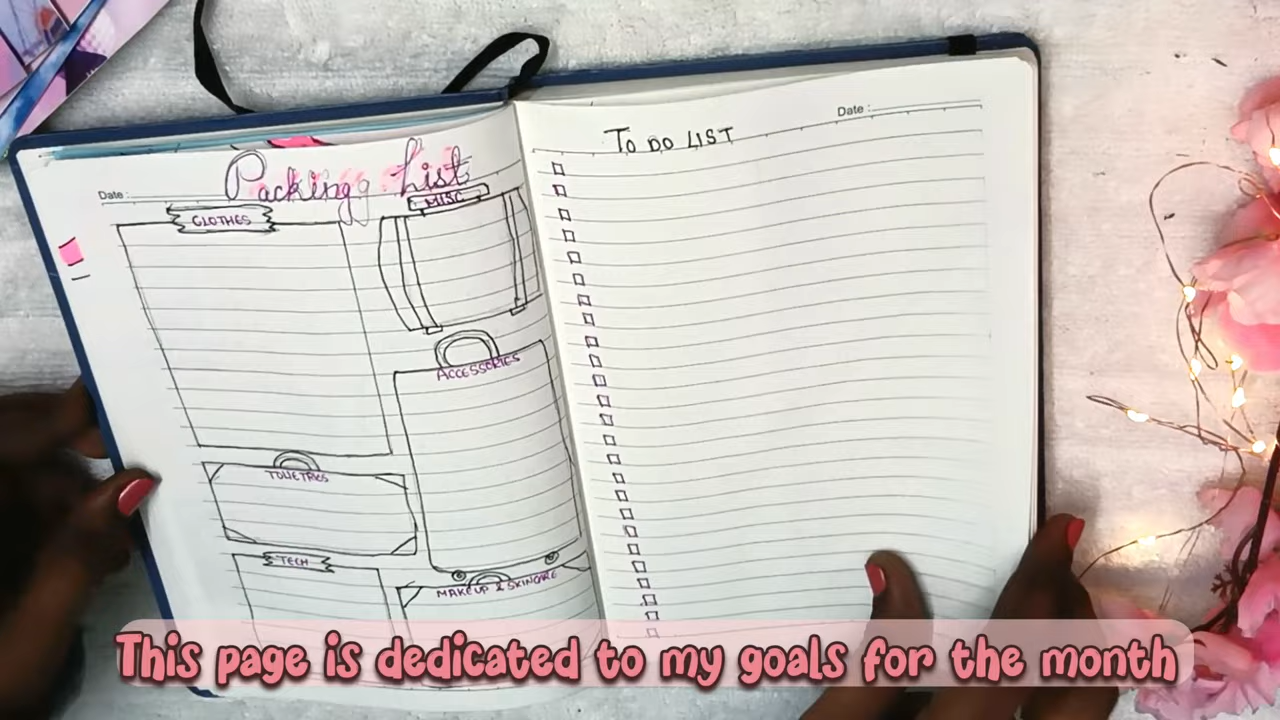 Packing List
Date :
CLOTHES
MISC
ACCESSORIES
TOILETRIES
TECH
MAKEUP & SKINCARE
Date :
TO DO LIST
This page is dedicated to my goals for the month